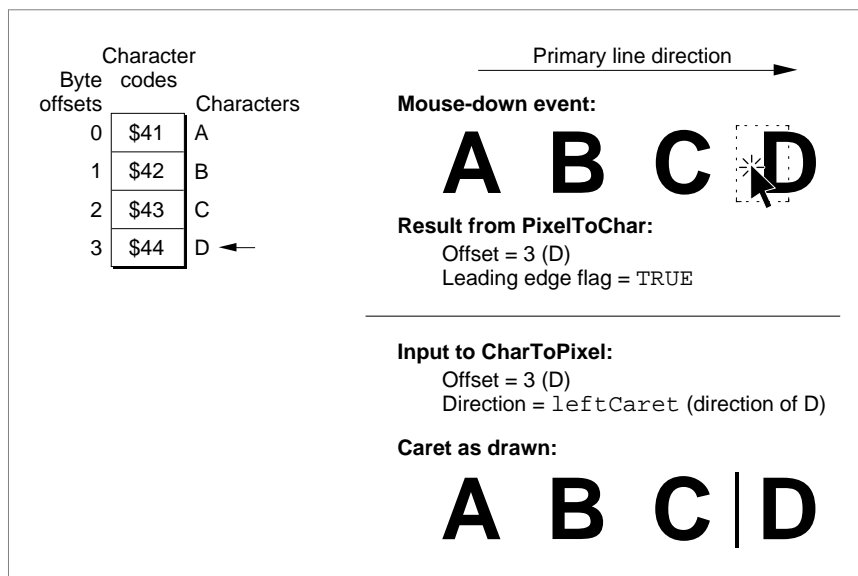 Character
Byte codes
offsets Characters
0 $41 A
1 $42 B
2 $43 C
3 $44 D
Primary line direction
Mouse-down event:
A B C D
Result from PixelToChar:
Offset = 3 (D)
Leading edge flag = TRUE
Input to CharToPixel:
Offset = 3 (D)
Direction = leftCaret (direction of D)
Caret as drawn:
A B C D